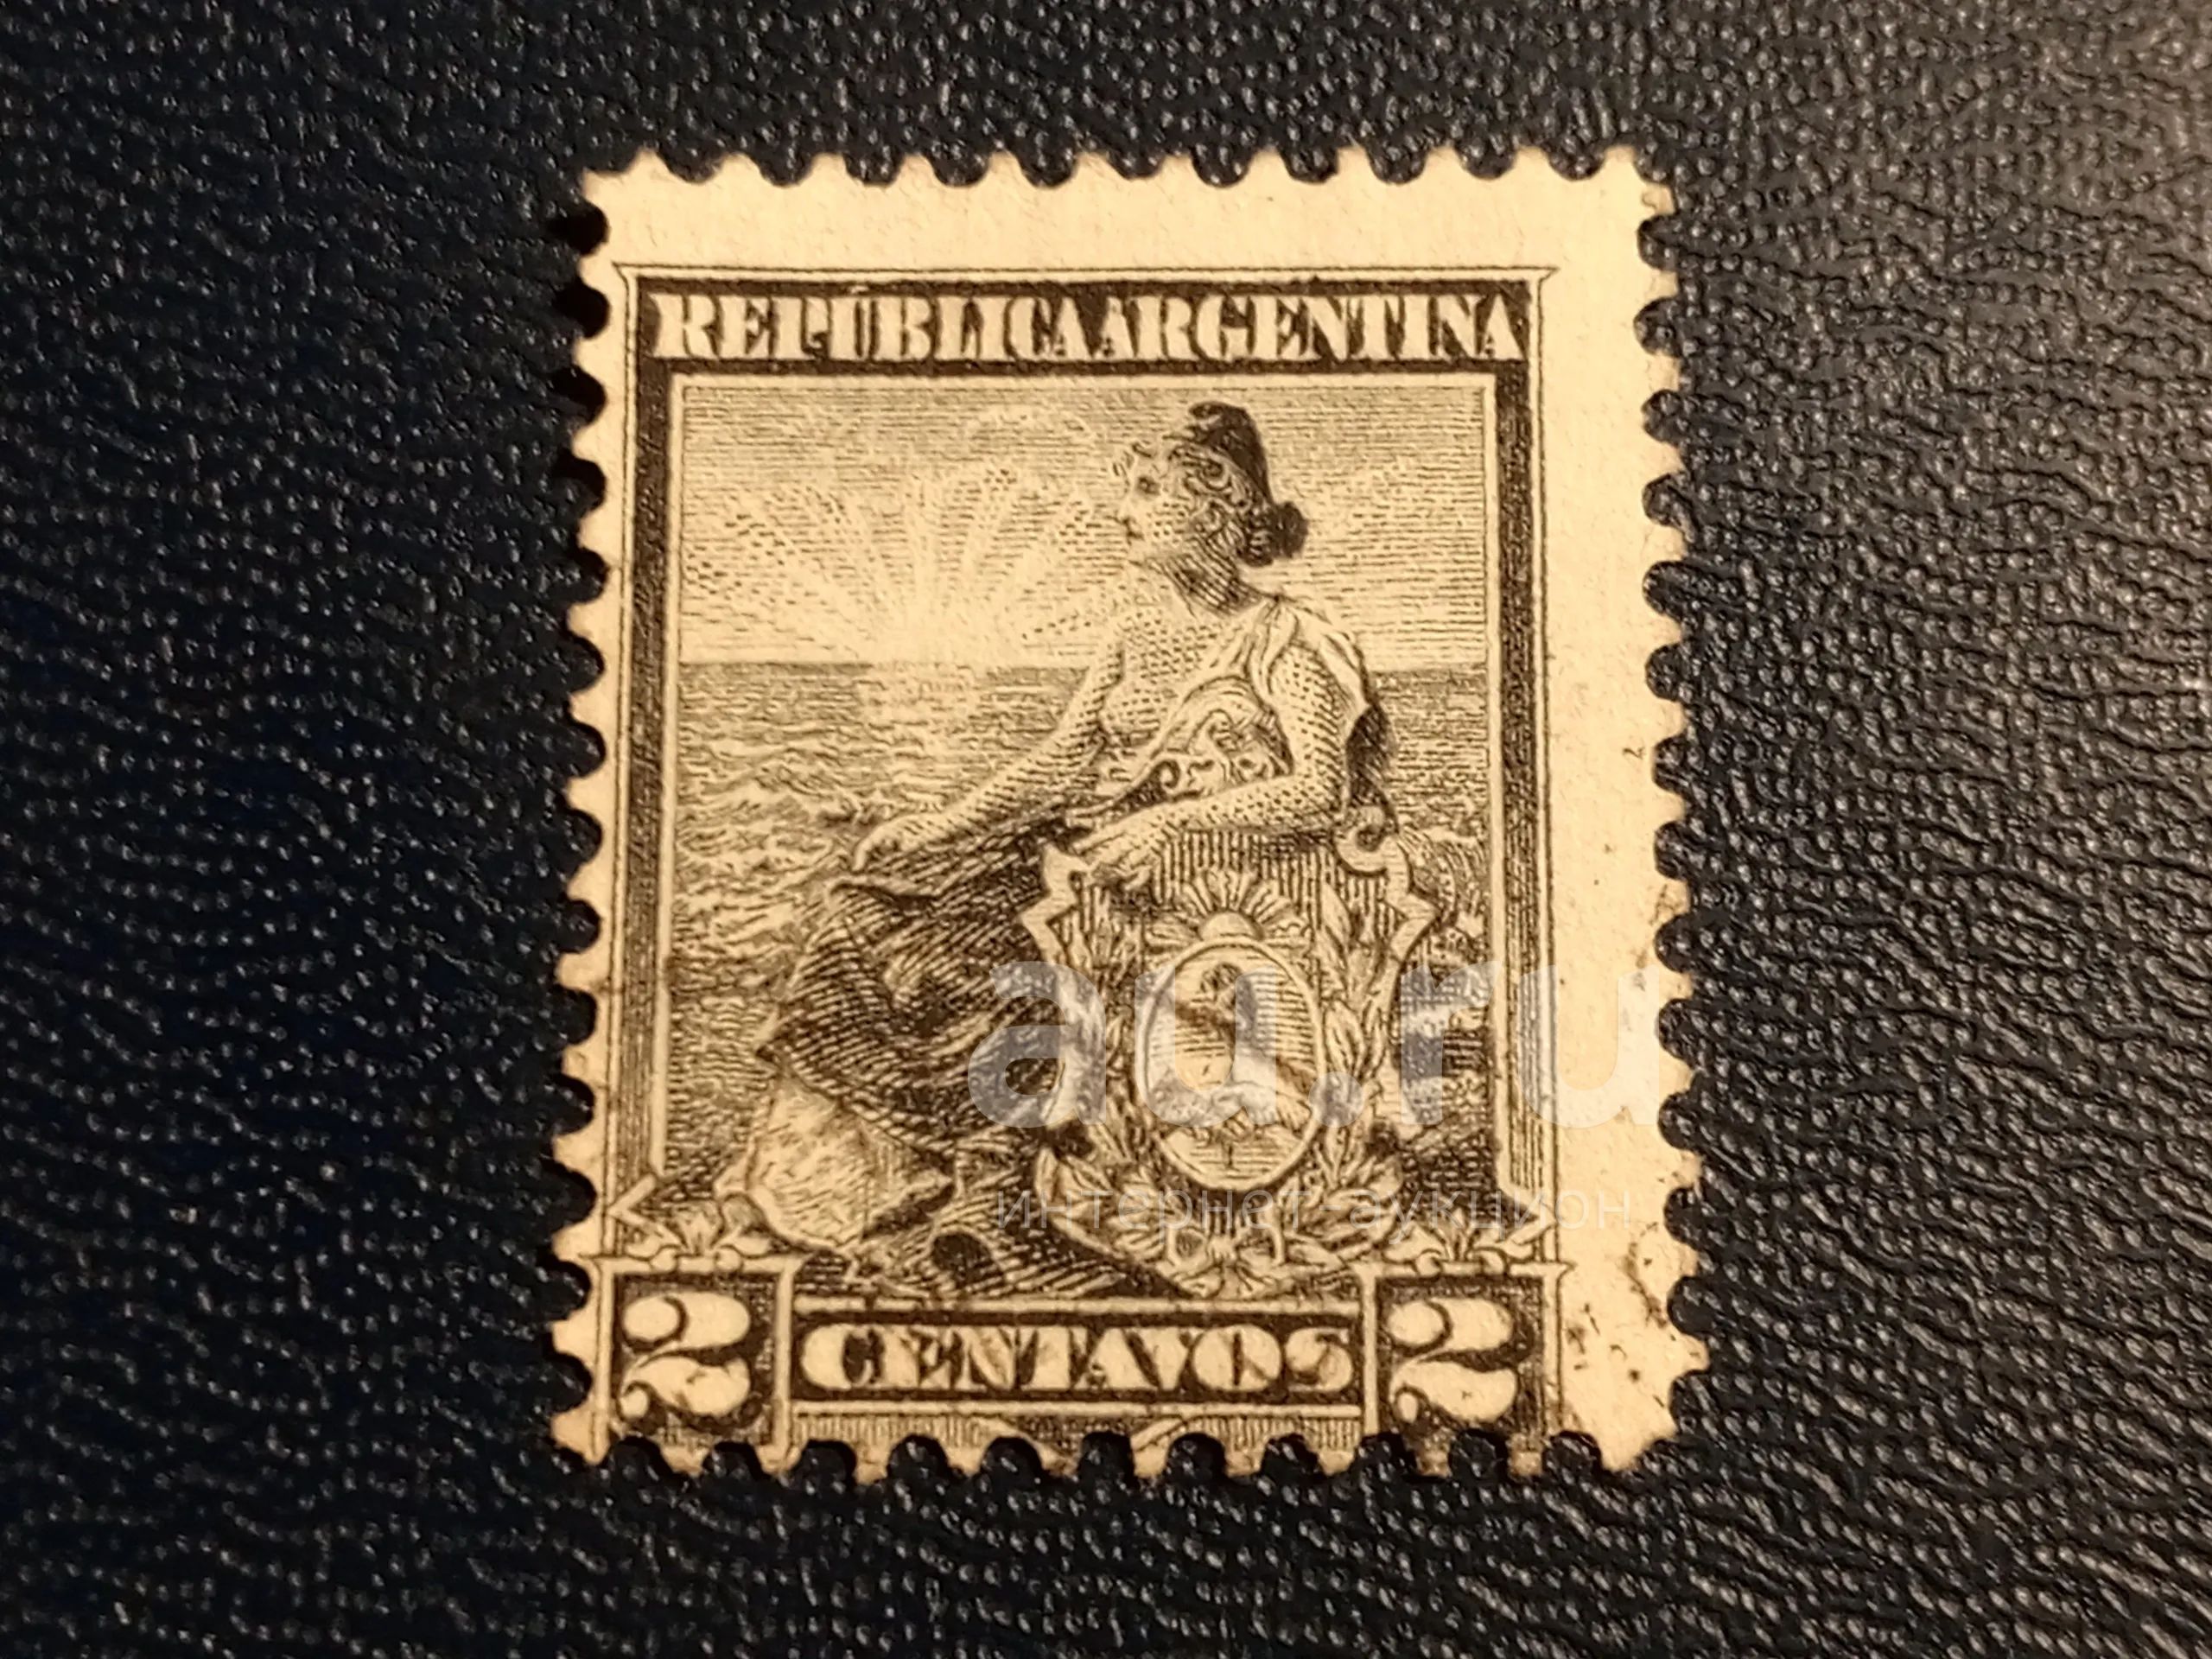 REPUBLICA ARGENTINA
au.ru
интернет-аукцион
2 CENTAVOS 2